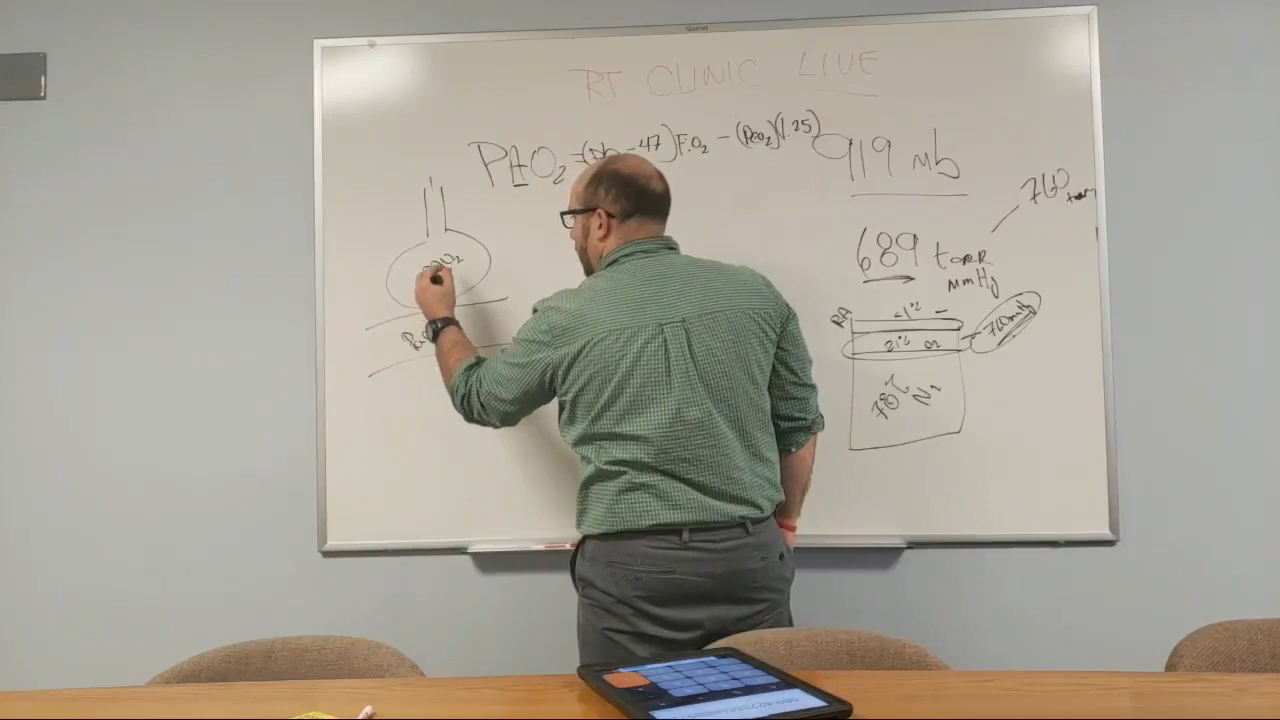 RT CLINIC LIVE
PAO2 = (Pb - 47) FiO2 - (PaCO2)(1.25)
919 mb
760 torr
689 torr
mmHg
RA
<1% -
21% O2
760 mmHg
78% N2